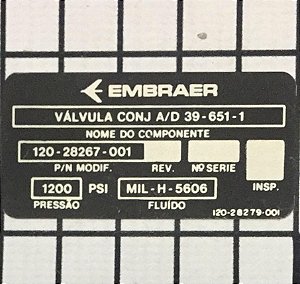 EMBRAER
VÁLVULA CONJ A/D 39-651-1
NOME DO COMPONENTE
120-28267-001
P/N MODIF. REV. Nº SERIE
1200 PSI MIL-H-5606 INSP.
PRESSÃO FLUÍDO
120-28279-001